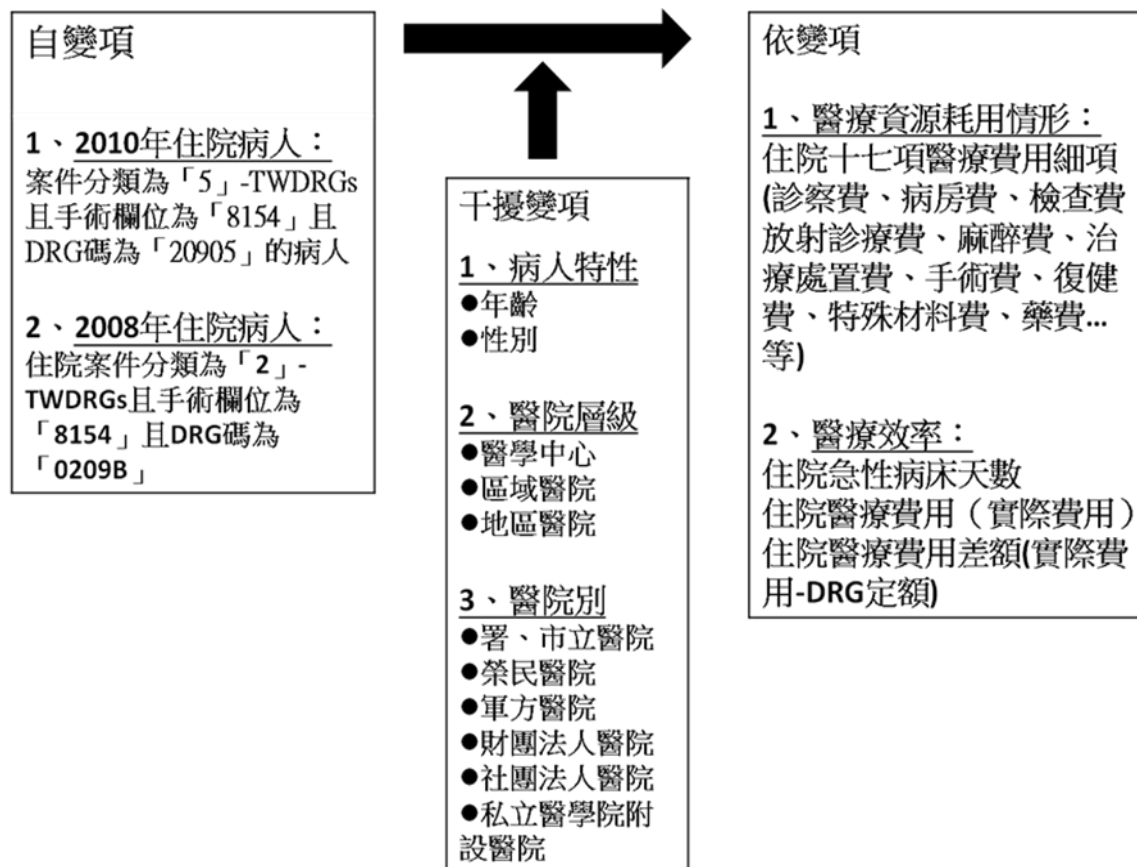 自變項
1、2010年住院病人：
案件分類為「5」-TWDRGs
且手術欄位為「8154」且
DRG碼為「20905」的病人
2、2008年住院病人：
住院案件分類為「2」-
TWDRGs且手術欄位為
「8154」且DRG碼為
「0209B」
干擾變項
1、病人特性
●年齡
●性別
2、醫院層級
●醫學中心
●區域醫院
●地區醫院
3、醫院別
●署、市立醫院
●榮民醫院
●軍方醫院
●財團法人醫院
●社團法人醫院
●私立醫學院附
設醫院
依變項
1、醫療資源耗用情形：
住院十七項醫療費用細項
(診察費、病房費、檢查費
放射診療費、麻醉費、治
療處置費、手術費、復健
費、特殊材料費、藥費...
等)
2、醫療效率：
住院急性病床天數
住院醫療費用（實際費用）
住院醫療費用差額(實際費
用-DRG定額)